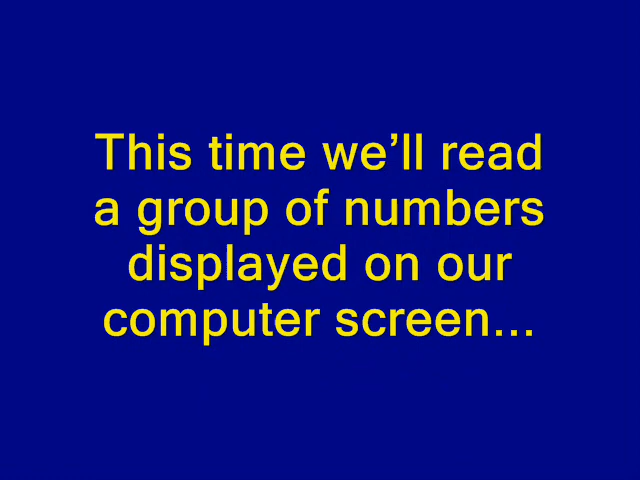 This time we’ll read
a group of numbers
displayed on our
computer screen...